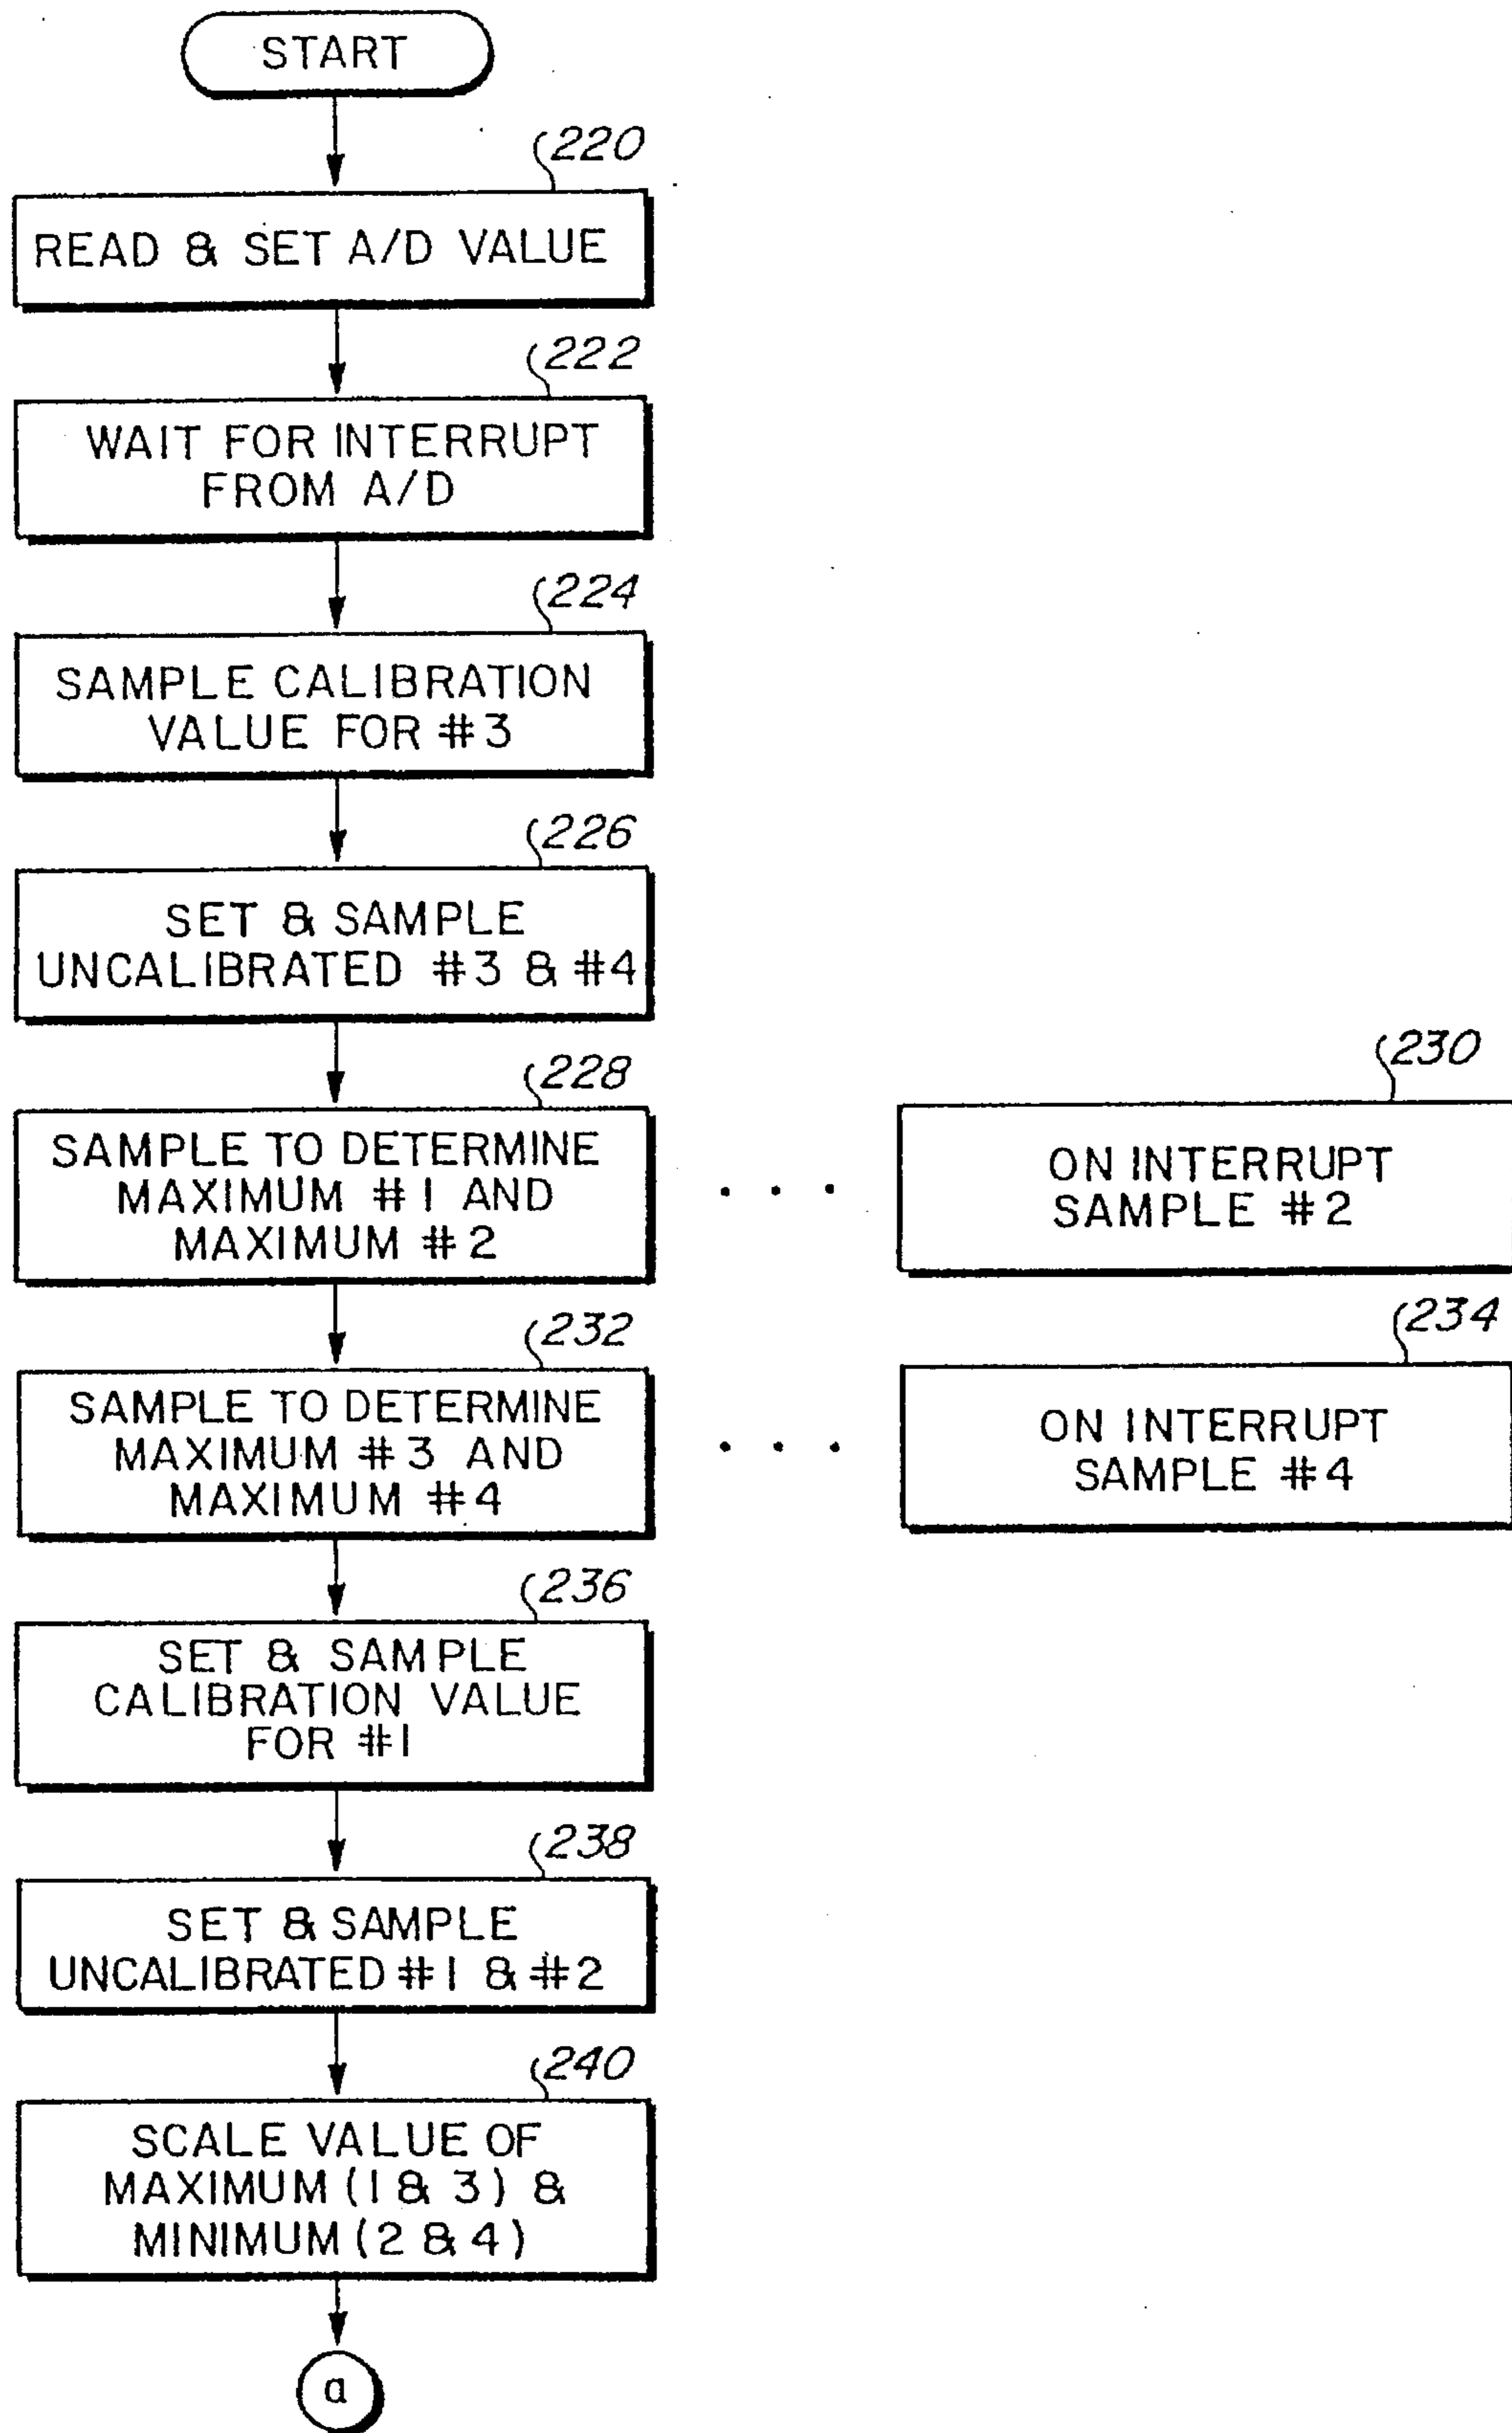 START
220
READ & SET A/D VALUE
222
WAIT FOR INTERRUPT
FROM A/D
224
SAMPLE CALIBRATION
VALUE FOR #3
226
SET & SAMPLE
UNCALIBRATED #3 & #4
228
SAMPLE TO DETERMINE
MAXIMUM #1 AND
MAXIMUM #2
230
ON INTERRUPT
SAMPLE #2
232
SAMPLE TO DETERMINE
MAXIMUM #3 AND
MAXIMUM #4
234
ON INTERRUPT
SAMPLE #4
236
SET & SAMPLE
CALIBRATION VALUE
FOR #1
238
SET & SAMPLE
UNCALIBRATED #1 & #2
240
SCALE VALUE OF
MAXIMUM (1 & 3) &
MINIMUM (2 & 4)
a